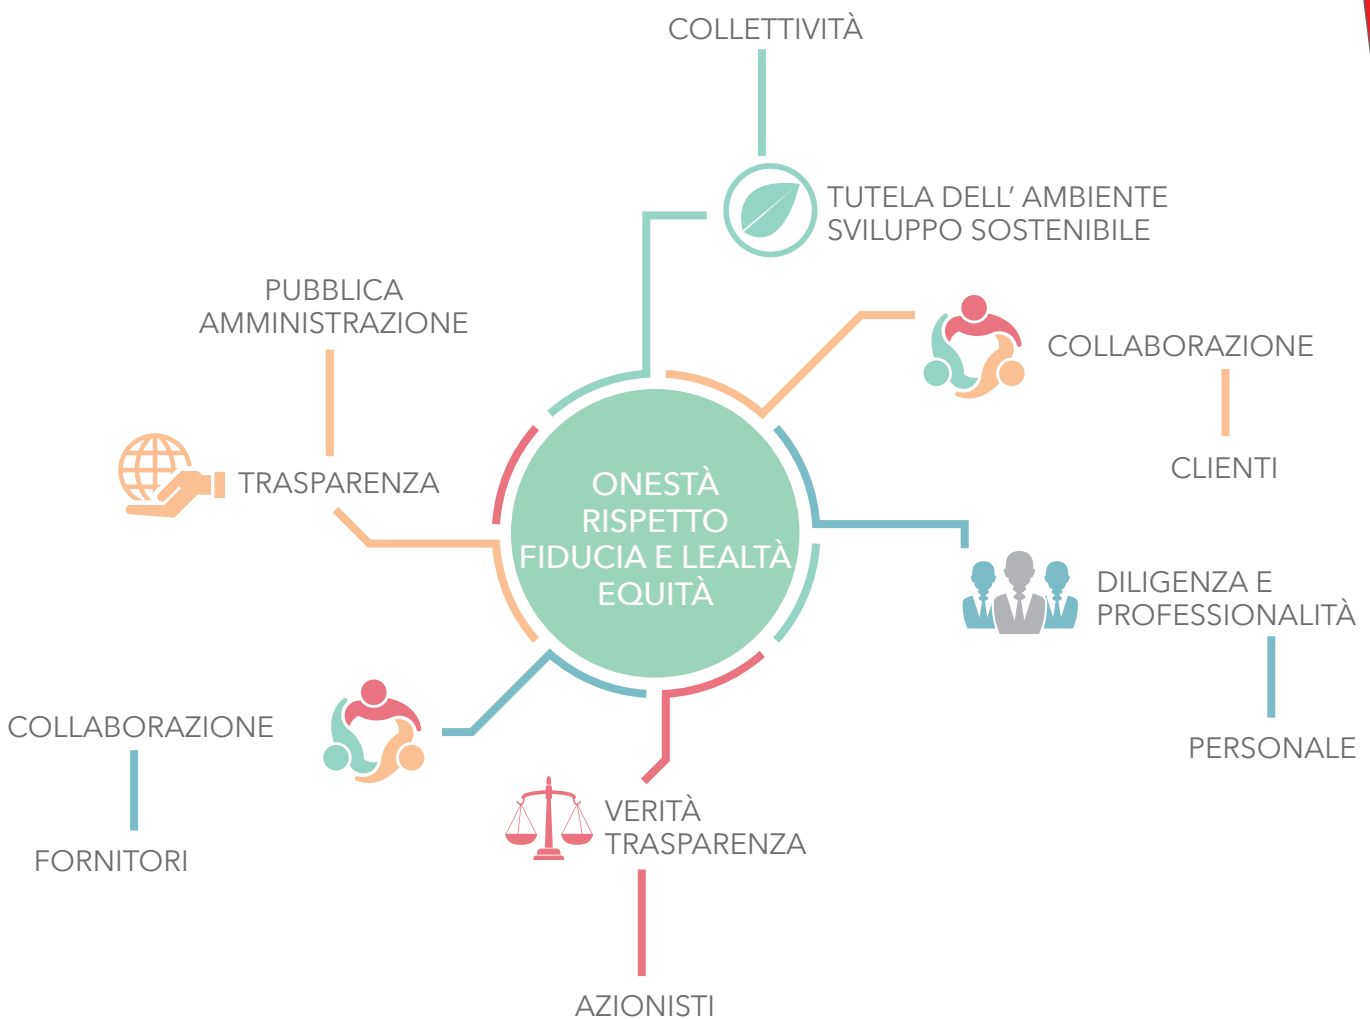 COLLETTIVITÀ
TUTELA DELL' AMBIENTE
SVILUPPO SOSTENIBILE
PUBBLICA
AMMINISTRAZIONE
TRASPARENZA
COLLABORAZIONE
CLIENTI
ONESTÀ
RISPETTO
FIDUCIA E LEALTÀ
EQUITÀ
DILIGENZA E
PROFESSIONALITÀ
PERSONALE
COLLABORAZIONE
FORNITORI
VERITÀ
TRASPARENZA
AZIONISTI